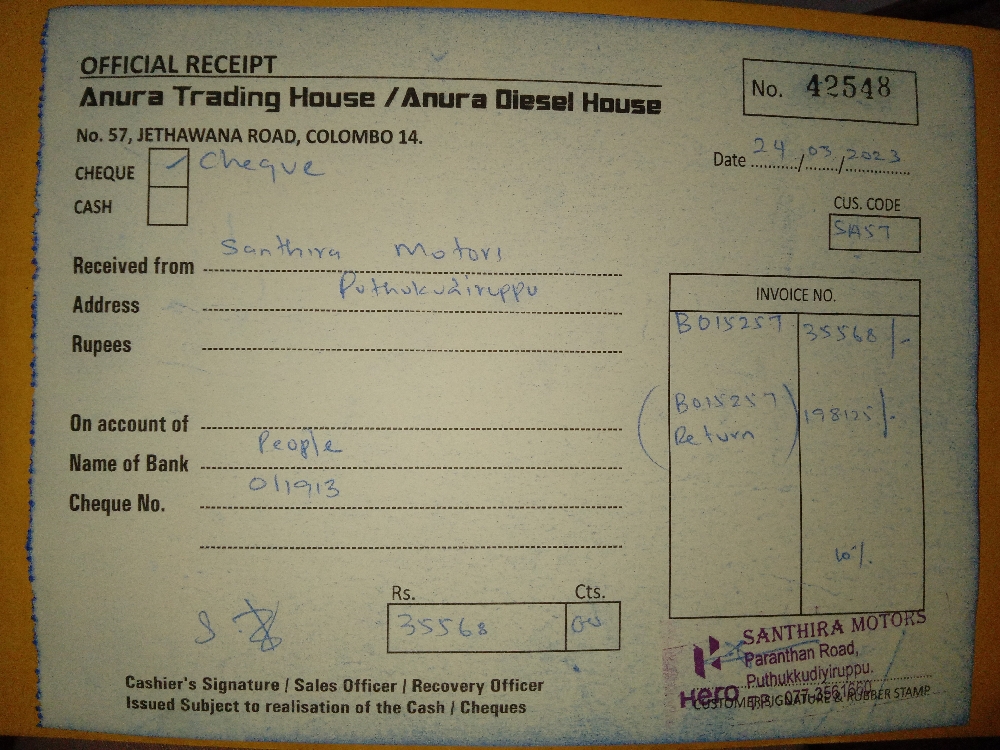 OFFICIAL RECEIPT
Anura Trading House / Anura Diesel House
No. 42548
No. 57, JETHAWANA ROAD, COLOMBO 14.
Date 24/03/2023
CHEQUE ✓ Cheque
CASH
CUS. CODE
SA57
Received from Santhira Motors
Address Puthukudiruppu
Rupees
INVOICE NO.
B015257 35568/-
(B015257 Return) 198125/-
10%
On account of
Name of Bank People
Cheque No. 011913
Rs. Cts.
35568 00
Cashier's Signature / Sales Officer / Recovery Officer
Issued Subject to realisation of the Cash / Cheques
SANTHIRA MOTORS
Paranthan Road,
Puthukkudiyiruppu.
Hero
CUSTOMER SIGNATURE & RUBBER STAMP